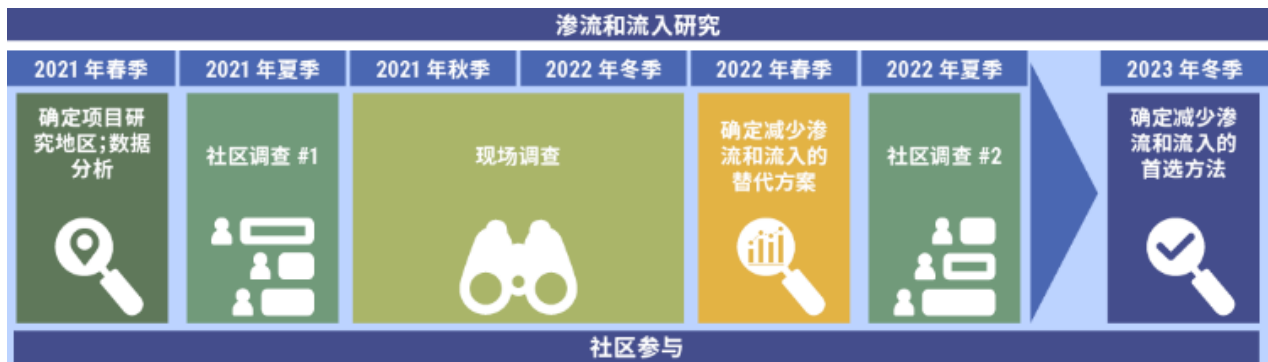 渗流和流入研究
2021 年春季
2021 年夏季
2021 年秋季
2022 年冬季
2022 年春季
2022 年夏季
2023 年冬季
确定项目研
究地区;数据
分析
社区调查 #1
现场调查
确定减少渗
流和流入的
替代方案
社区调查 #2
确定减少渗
流和流入的
首选方法
社区参与